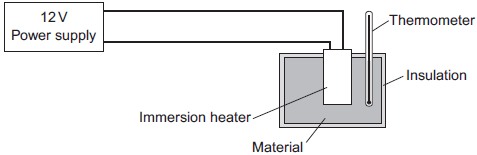 12 V
Power supply
Thermometer
Insulation
Immersion heater
Material